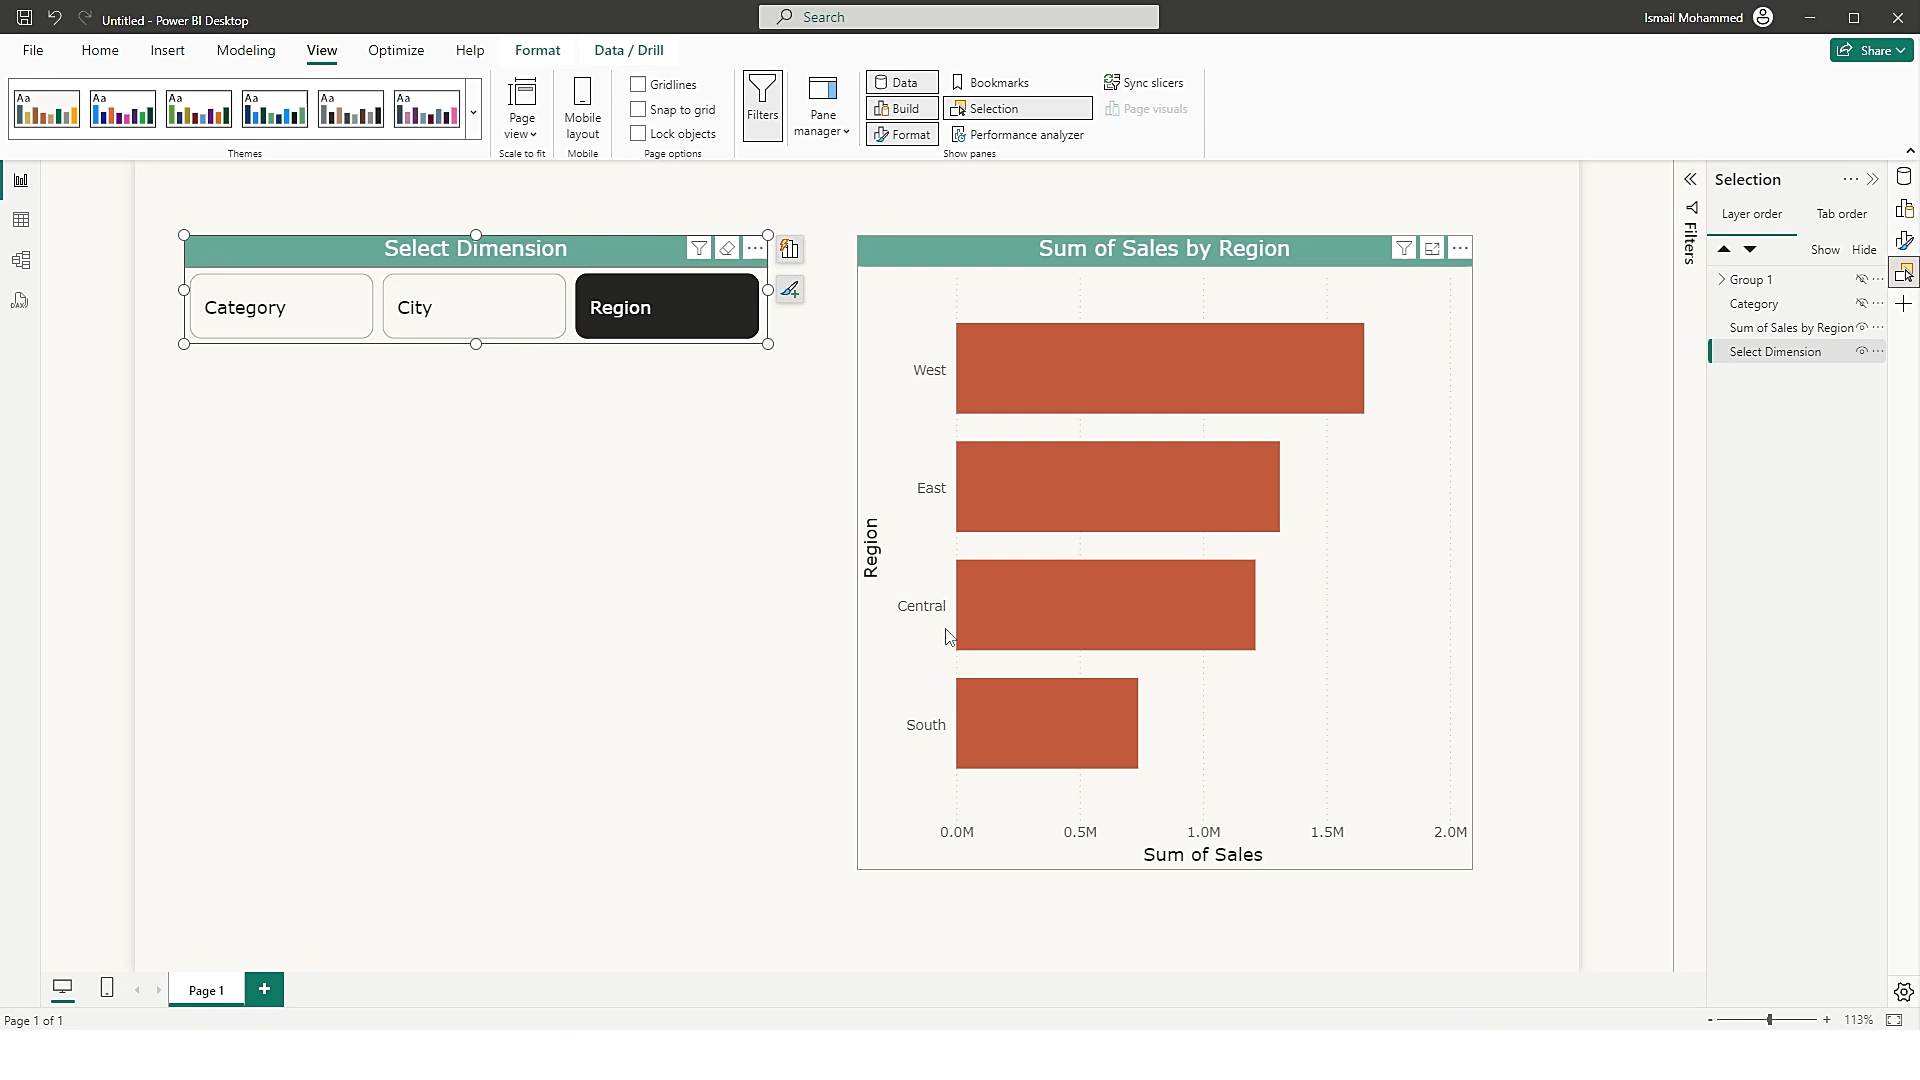 Untitled - Power BI Desktop
Search
Ismail Mohammed
File Home Insert Modeling View Optimize Help Format Data / Drill
Share
Aa Aa Aa Aa Aa Aa
Themes
Page view
Scale to fit
Mobile layout
Mobile
Gridlines
Snap to grid
Lock objects
Page options
Filters
Pane manager
Data
Build
Format
Bookmarks
Selection
Performance analyzer
Sync slicers
Page visuals
Show panes
DAX
Select Dimension
Category City Region
Sum of Sales by Region
West
East
Central
South
Region
0.0M 0.5M 1.0M 1.5M 2.0M
Sum of Sales
Filters
Selection
Layer order Tab order
Show Hide
Group 1
Category
Sum of Sales by Region
Select Dimension
Page 1
Page 1 of 1
- + 113%